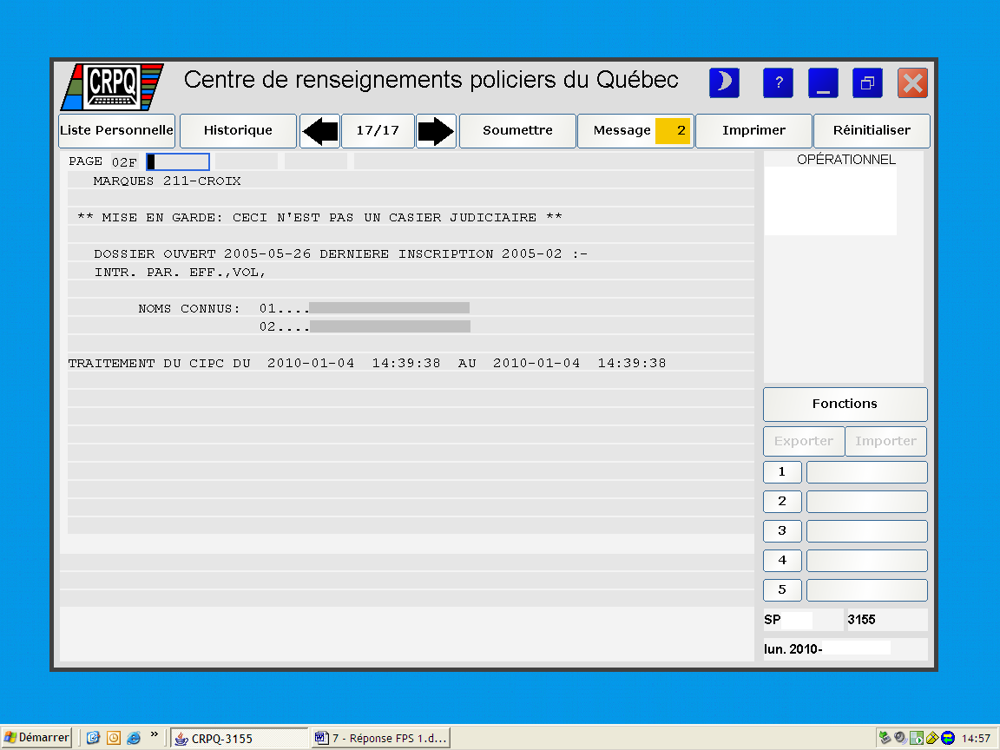 CRPQ Centre de renseignements policiers du Québec ?
Liste Personnelle Historique 17/17 Soumettre Message 2 Imprimer Réinitialiser
PAGE 02F OPÉRATIONNEL
MARQUES 211-CROIX
** MISE EN GARDE: CECI N'EST PAS UN CASIER JUDICIAIRE **
DOSSIER OUVERT 2005-05-26 DERNIERE INSCRIPTION 2005-02 :-
INTR. PAR. EFF.,VOL,
NOMS CONNUS: 01....
02....
TRAITEMENT DU CIPC DU 2010-01-04 14:39:38 AU 2010-01-04 14:39:38
Fonctions
Exporter Importer
1
2
3
4
5
SP 3155
lun. 2010-
Démarrer » CRPQ-3155 7 - Réponse FPS 1.d... 14:57